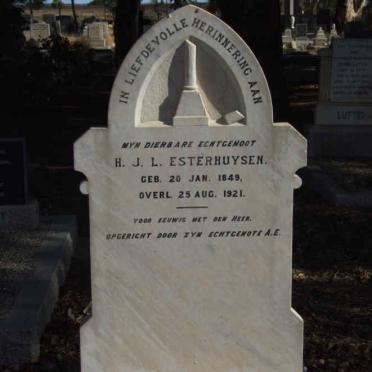 IN LIEFDEVOLLE HERINNERING AAN
MYN DIERBARE ECHTGENOOT
H. J. L. ESTERHUYSEN.
GEB. 20 JAN. 1849,
OVERL. 25 AUG. 1921.
VOOR EEUWIG MET DEN HEER.
OPGERICHT DOOR ZYN ECHTGENOTE A.E.